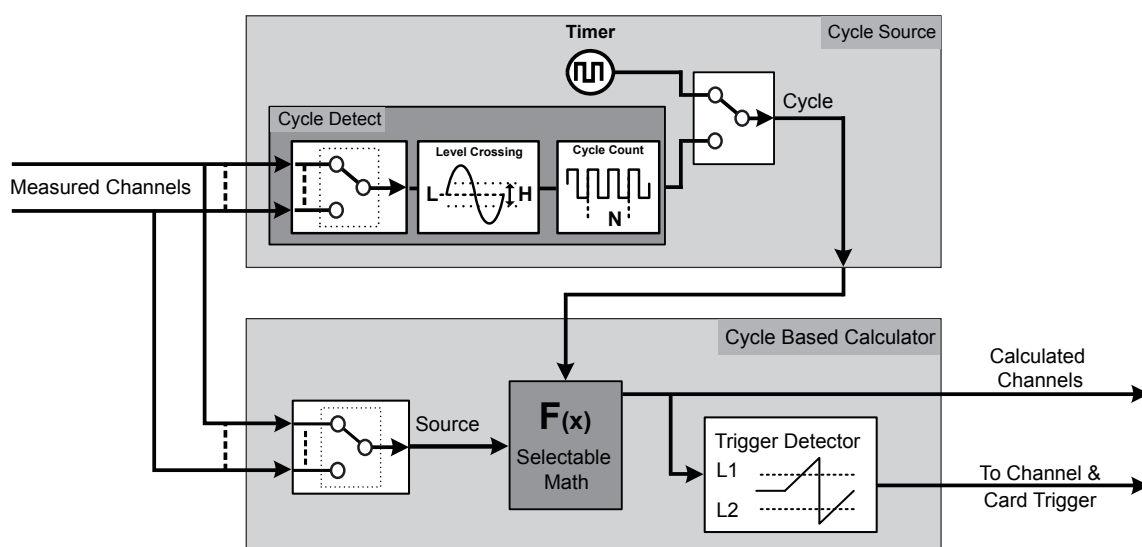 Cycle Source
Timer
Cycle
Cycle Detect
Level Crossing
L
H
Cycle Count
N
Measured Channels
Cycle Based Calculator
Calculated
Channels
Source
F(x)
Selectable
Math
Trigger Detector
L1
L2
To Channel &
Card Trigger